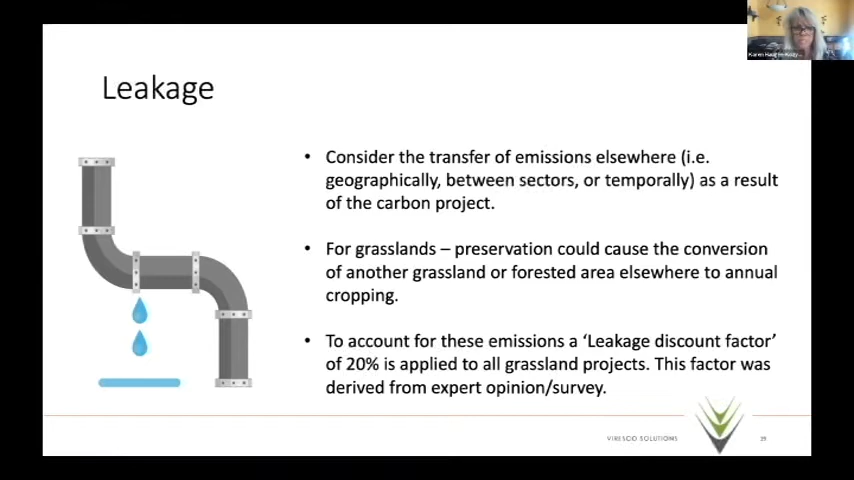 Leakage
• Consider the transfer of emissions elsewhere (i.e.
geographically, between sectors, or temporally) as a result
of the carbon project.
• For grasslands – preservation could cause the conversion
of another grassland or forested area elsewhere to annual
cropping.
• To account for these emissions a ‘Leakage discount factor’
of 20% is applied to all grassland projects. This factor was
derived from expert opinion/survey.
VIRESCO SOLUTIONS
Karen